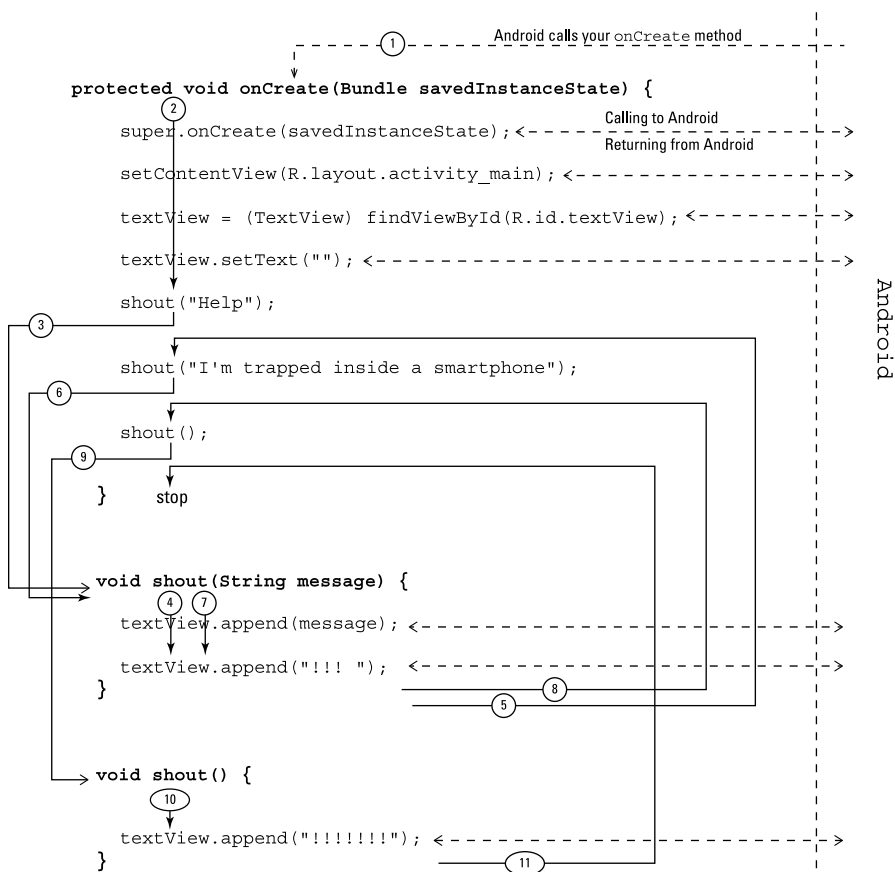 Android calls your onCreate method
1
protected void onCreate(Bundle savedInstanceState) {
2
super.onCreate(savedInstanceState);
Calling to Android
Returning from Android
setContentView(R.layout.activity_main);
textView = (TextView) findViewById(R.id.textView);
textView.setText("");
shout("Help");
3
shout("I'm trapped inside a smartphone");
6
shout();
9
} stop
void shout(String message) {
4 7
textView.append(message);
textView.append("!!! ");
}
8
5
void shout() {
10
textView.append("!!!!!!!");
}
11
Android